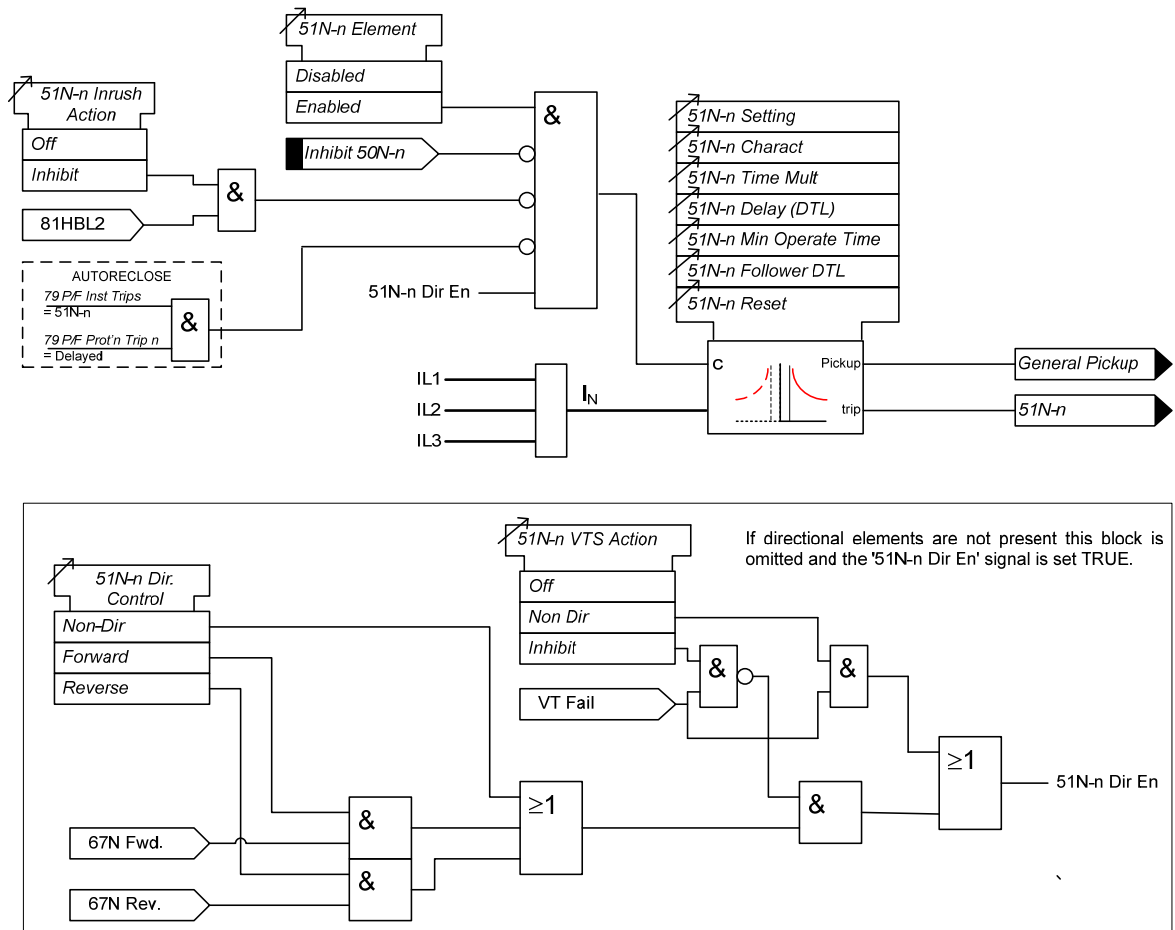 51N-n Element
Disabled
Enabled
Inhibit 50N-n
51N-n Inrush
Action
Off
Inhibit
81HBL2
&
&
AUTORECLOSE
79 P/F Inst Trips
= 51N-n
79 P/F Prot'n Trip n
= Delayed
&
51N-n Dir En
51N-n Setting
51N-n Charact
51N-n Time Mult
51N-n Delay (DTL)
51N-n Min Operate Time
51N-n Follower DTL
51N-n Reset
c
Pickup
trip
General Pickup
51N-n
IL1
IL2
IL3
IN
51N-n VTS Action
Off
Non Dir
Inhibit
VT Fail
&
&
If directional elements are not present this block is
omitted and the '51N-n Dir En' signal is set TRUE.
51N-n Dir.
Control
Non-Dir
Forward
Reverse
67N Fwd.
67N Rev.
&
&
≥1
&
≥1
51N-n Dir En